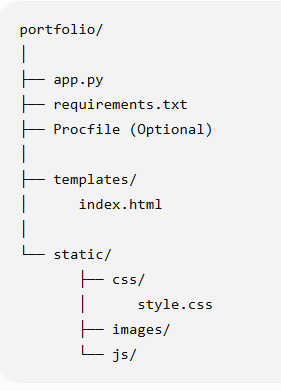 portfolio/
│
├── app.py
├── requirements.txt
├── Procfile (Optional)
│
├── templates/
│      index.html
│
└── static/
       ├── css/
       │      style.css
       ├── images/
       └── js/